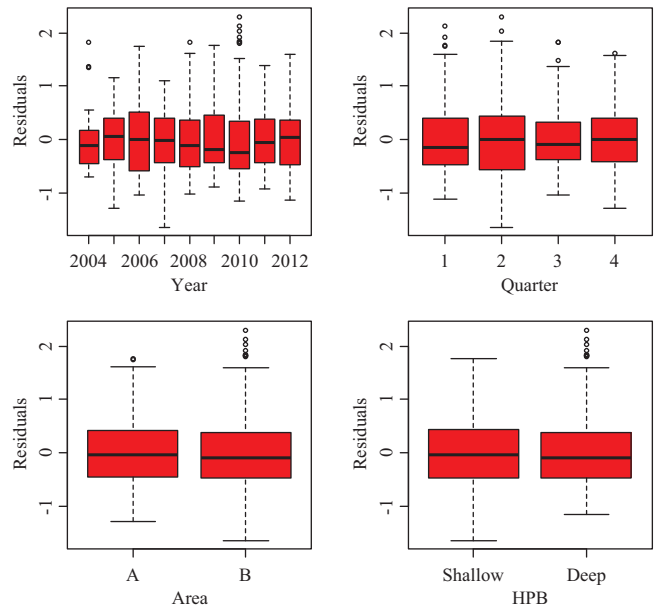 Residuals
2
1
0
-1
2004 2006 2008 2010 2012
Year
Residuals
2
1
0
-1
1 2 3 4
Quarter
Residuals
2
1
0
-1
A B
Area
Residuals
2
1
0
-1
Shallow Deep
HPB